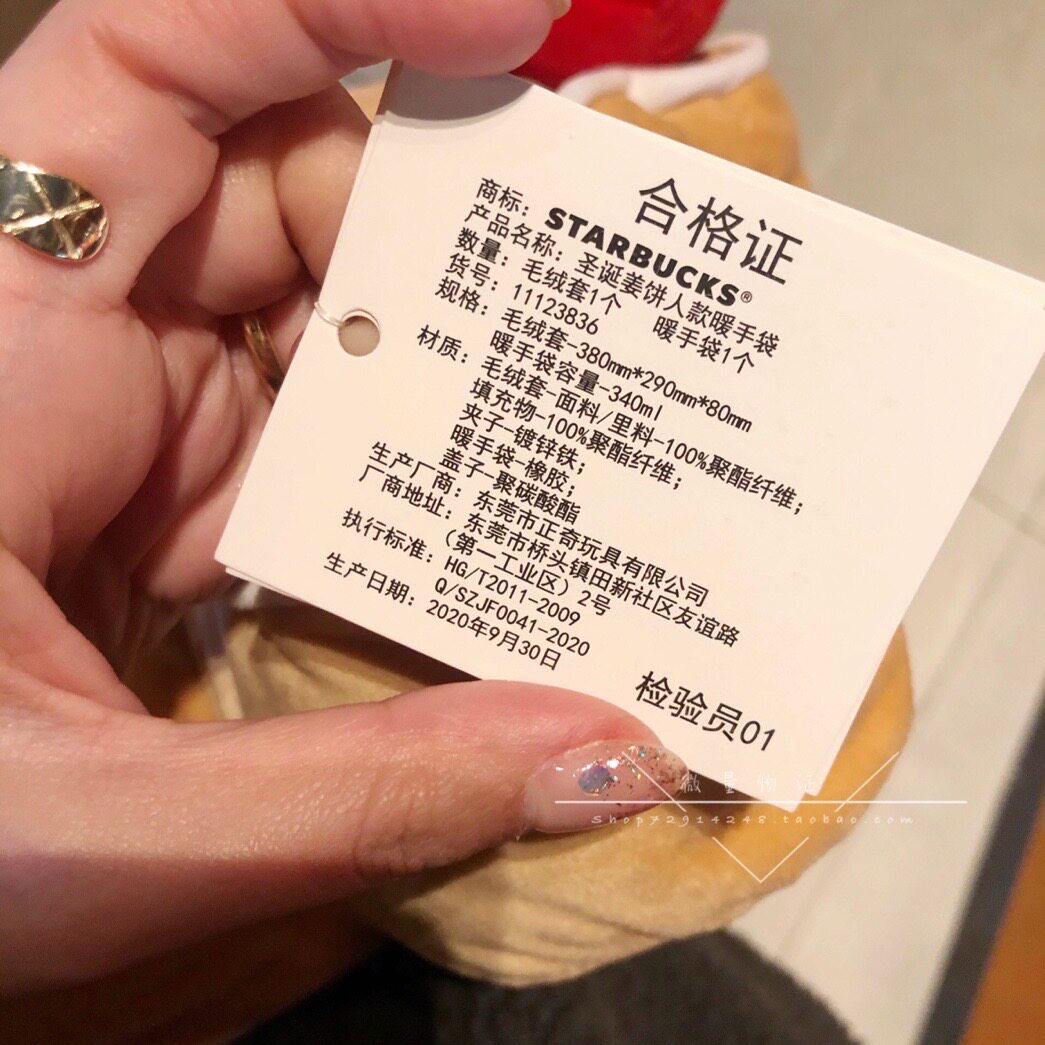 合格证
商标：STARBUCKS®
产品名称：圣诞姜饼人款暖手袋
数量：毛绒套1个 暖手袋1个
货号：11123836
规格：毛绒套-380mm*290mm*80mm
暖手袋容量-340ml
材质：毛绒套-面料/里料-100%聚酯纤维；
填充物-100%聚酯纤维；
夹子-镀锌铁；
暖手袋-橡胶；
盖子-聚碳酸酯
生产厂商：东莞市正奇玩具有限公司
厂商地址：东莞市桥头镇田新社区友谊路
（第一工业区）2号
执行标准：HG/T2011-2009
Q/SZJF0041-2020
生产日期：2020年9月30日
检验员01
微量物证
Shop72914248.taobao.com